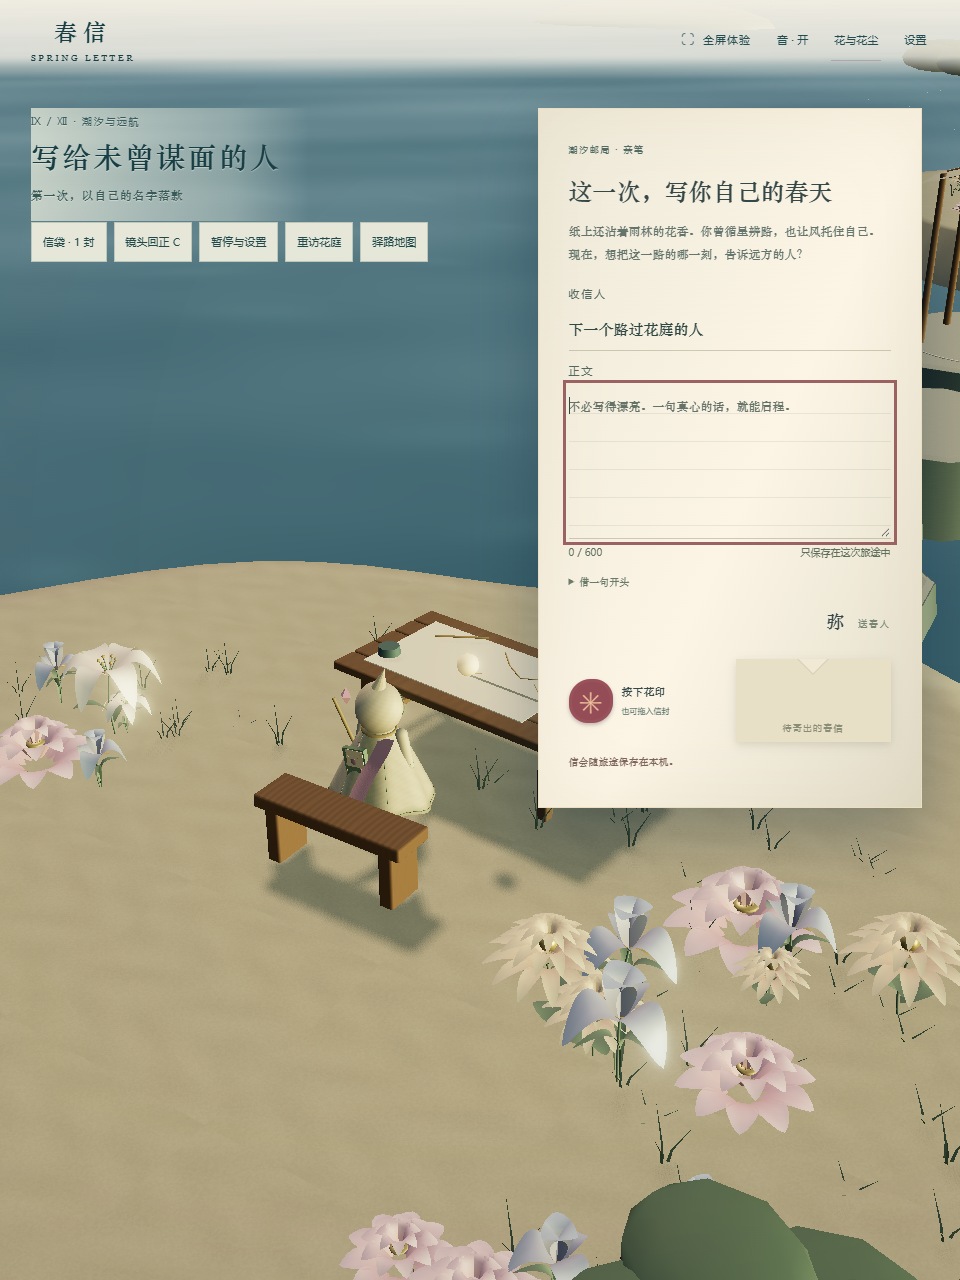 春信
SPRING LETTER
全屏体验
音 · 开
花与花尘
设置
IX / XII · 潮汐与远航
写给未曾谋面的人
第一次，以自己的名字落款
信袋 · 1 封
镜头回正 C
暂停与设置
重访花庭
驿路地图
潮汐邮局 · 亲笔
这一次，写你自己的春天
纸上还沾着雨林的花香。你曾循星辨路，也让风托住自己。
现在，想把这一路的哪一刻，告诉远方的人？
收信人
下一个路过花庭的人
正文
不必写得漂亮。一句真心的话，就能启程。
0 / 600
只保存在这次旅途中
▶ 借一句开头
弥 送春人
按下花印
也可拖入信封
待寄出的春信
信会随旅途保存在本机。